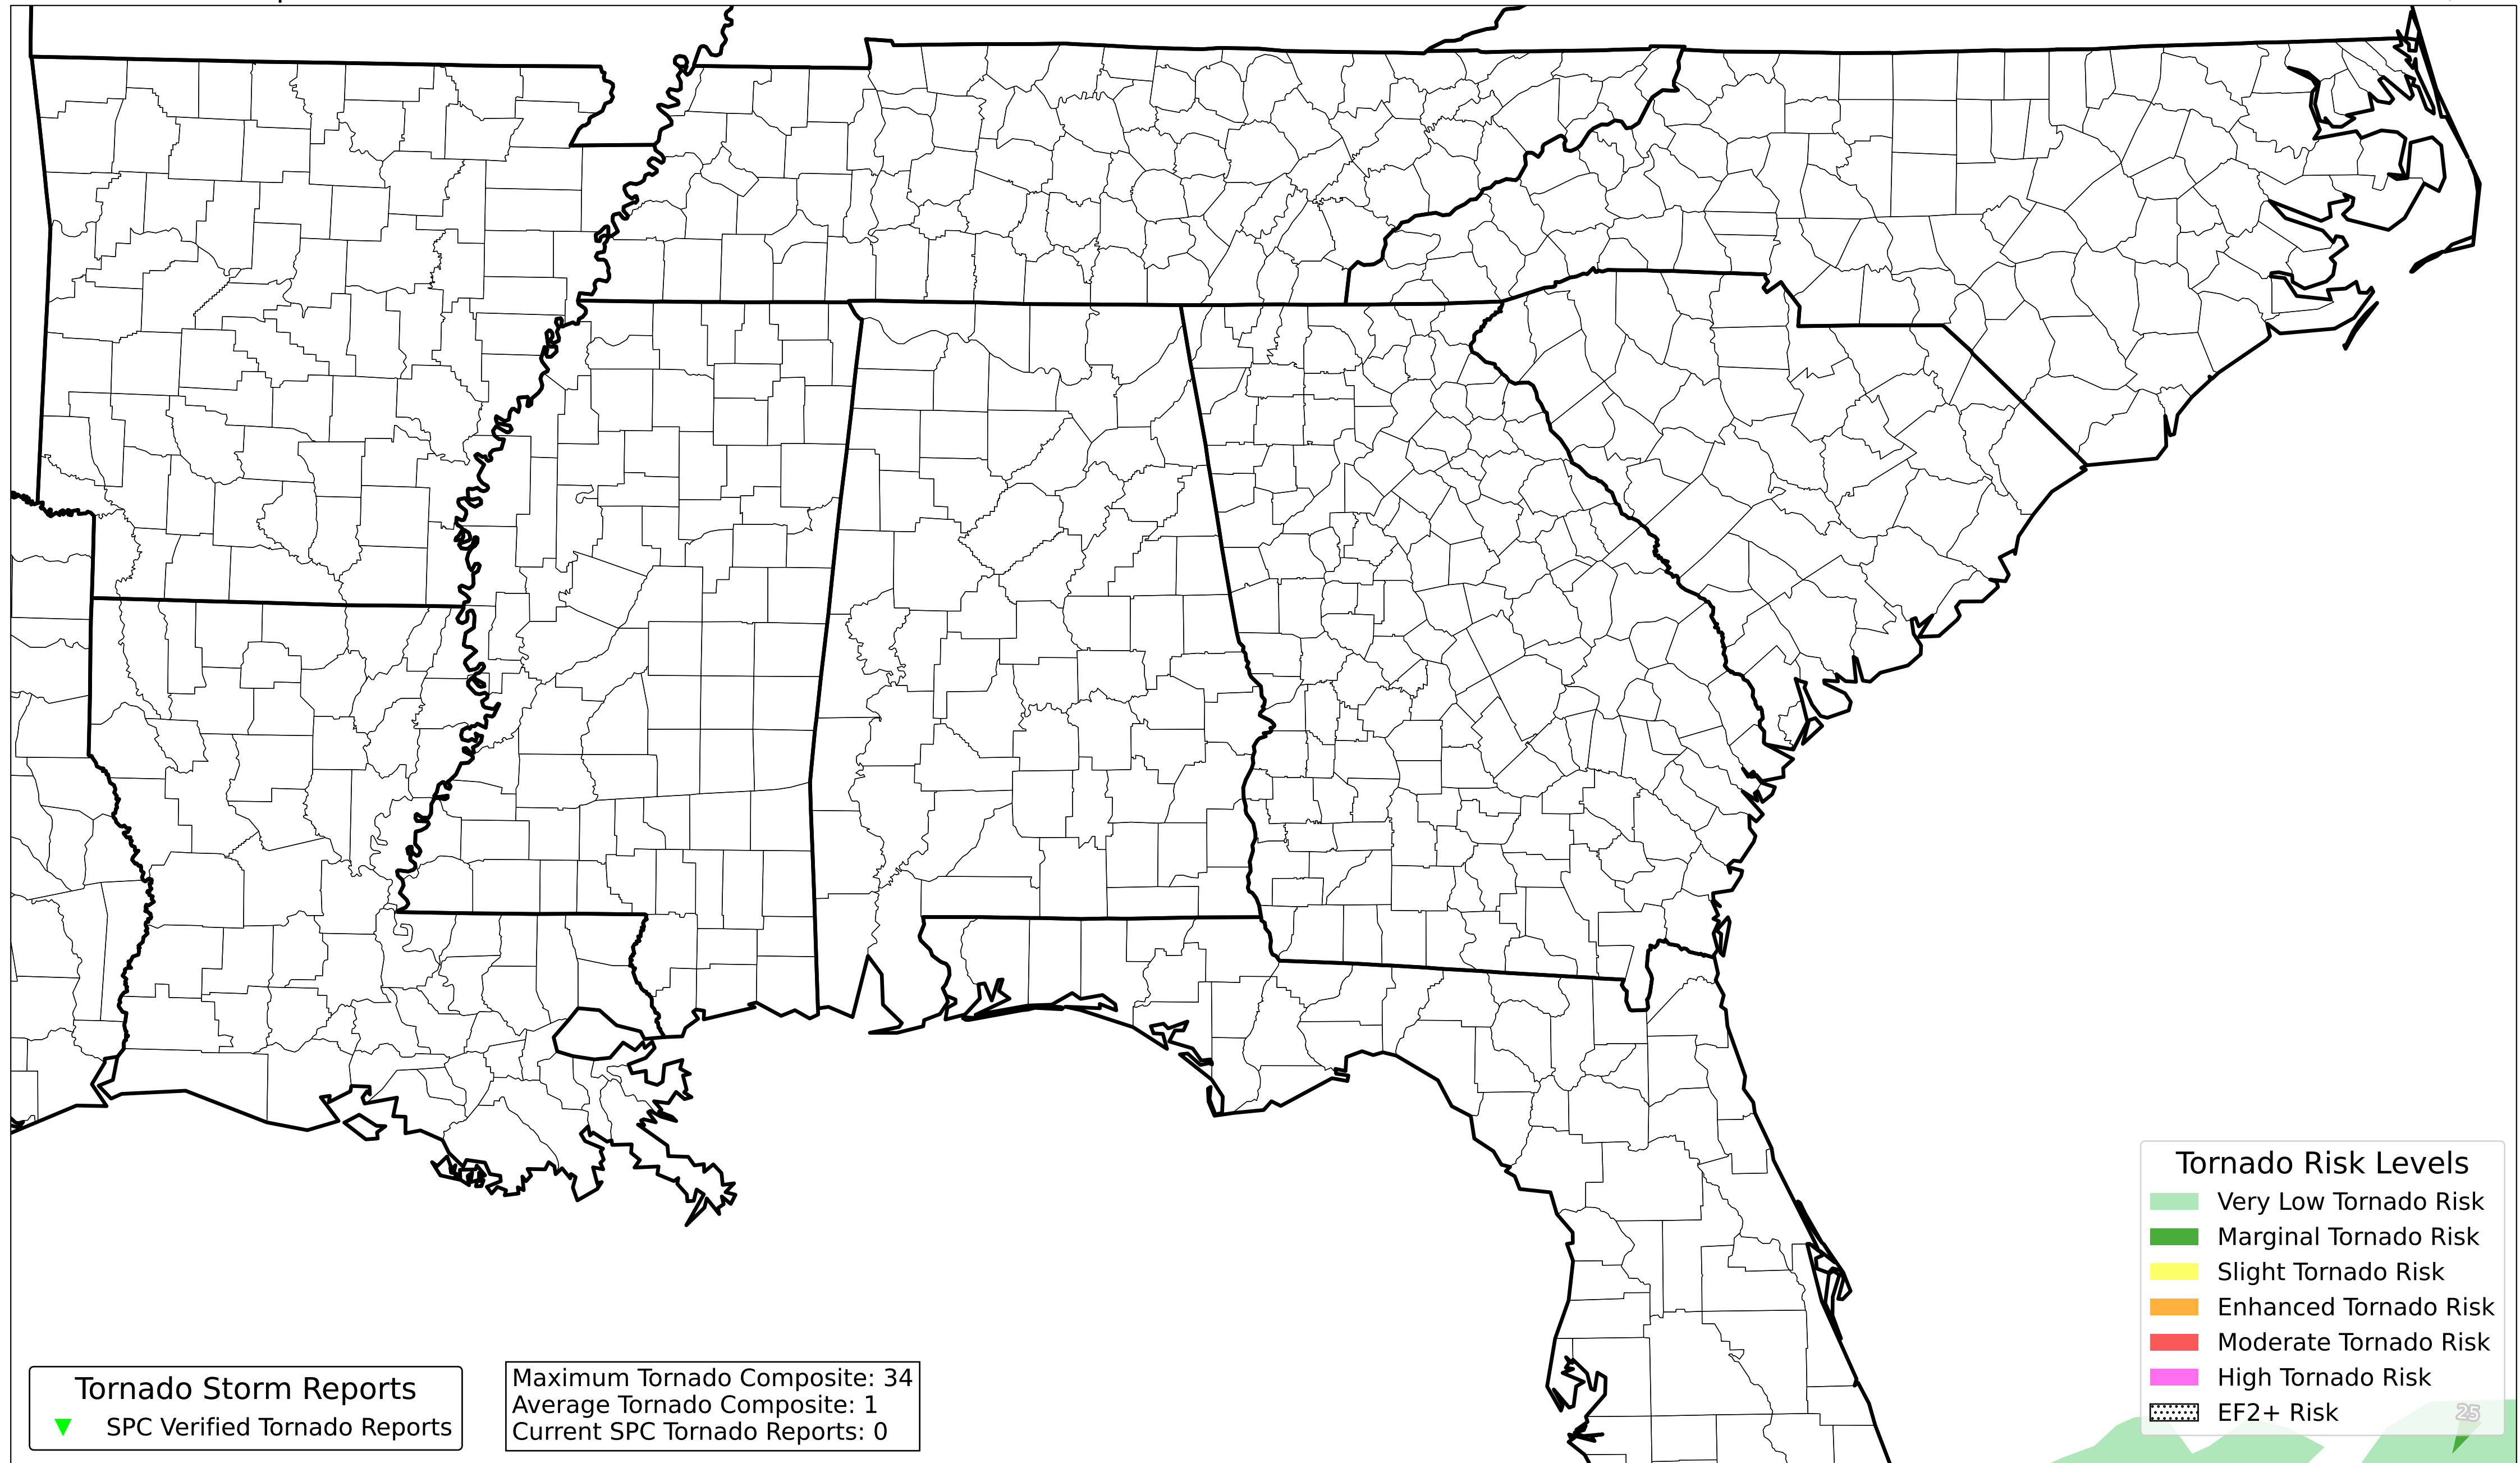 Tornado Storm Reports
SPC Verified Tornado Reports
Maximum Tornado Composite: 34
Average Tornado Composite: 1
Current SPC Tornado Reports: 0
Tornado Risk Levels
Very Low Tornado Risk
Marginal Tornado Risk
Slight Tornado Risk
Enhanced Tornado Risk
Moderate Tornado Risk
High Tornado Risk
EF2+ Risk
25